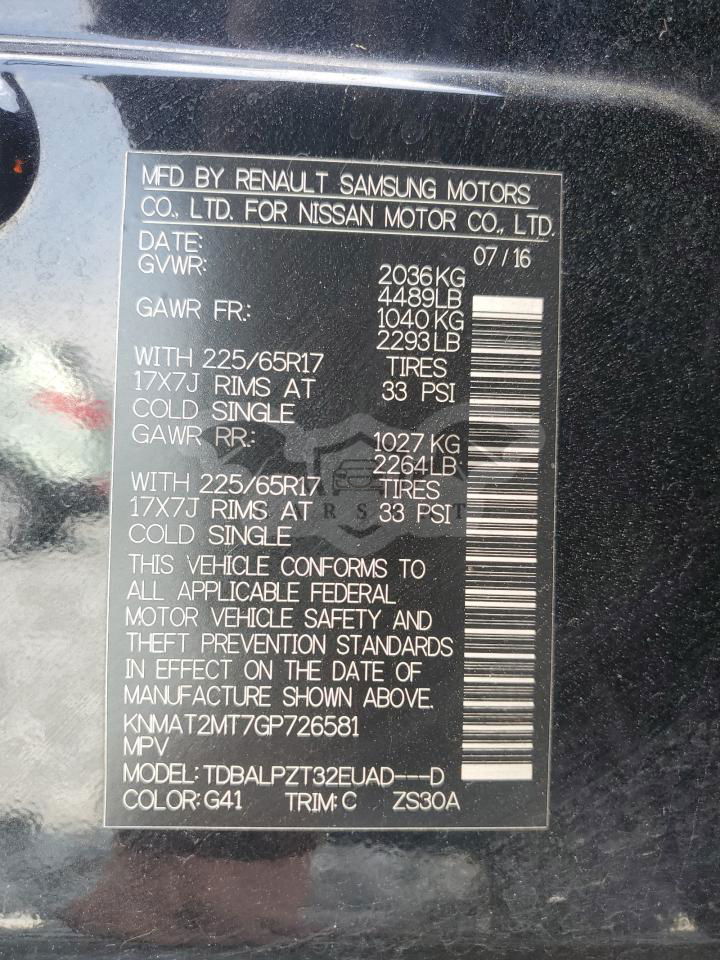 MFD BY RENAULT SAMSUNG MOTORS
CO., LTD. FOR NISSAN MOTOR CO., LTD.
DATE: 07/16
GVWR: 2036KG
4489LB
GAWR FR.: 1040KG
2293LB
WITH 225/65R17 TIRES
17X7J RIMS AT 33 PSI
COLD SINGLE
GAWR RR.: 1027KG
2264LB
WITH 225/65R17 TIRES
17X7J RIMS AT 33 PSI
COLD SINGLE
THIS VEHICLE CONFORMS TO
ALL APPLICABLE FEDERAL
MOTOR VEHICLE SAFETY AND
THEFT PREVENTION STANDARDS
IN EFFECT ON THE DATE OF
MANUFACTURE SHOWN ABOVE.
KNMAT2MT7GP726581
MPV
MODEL: TDBALPZT32EUAD---D
COLOR: G41 TRIM: C ZS30A